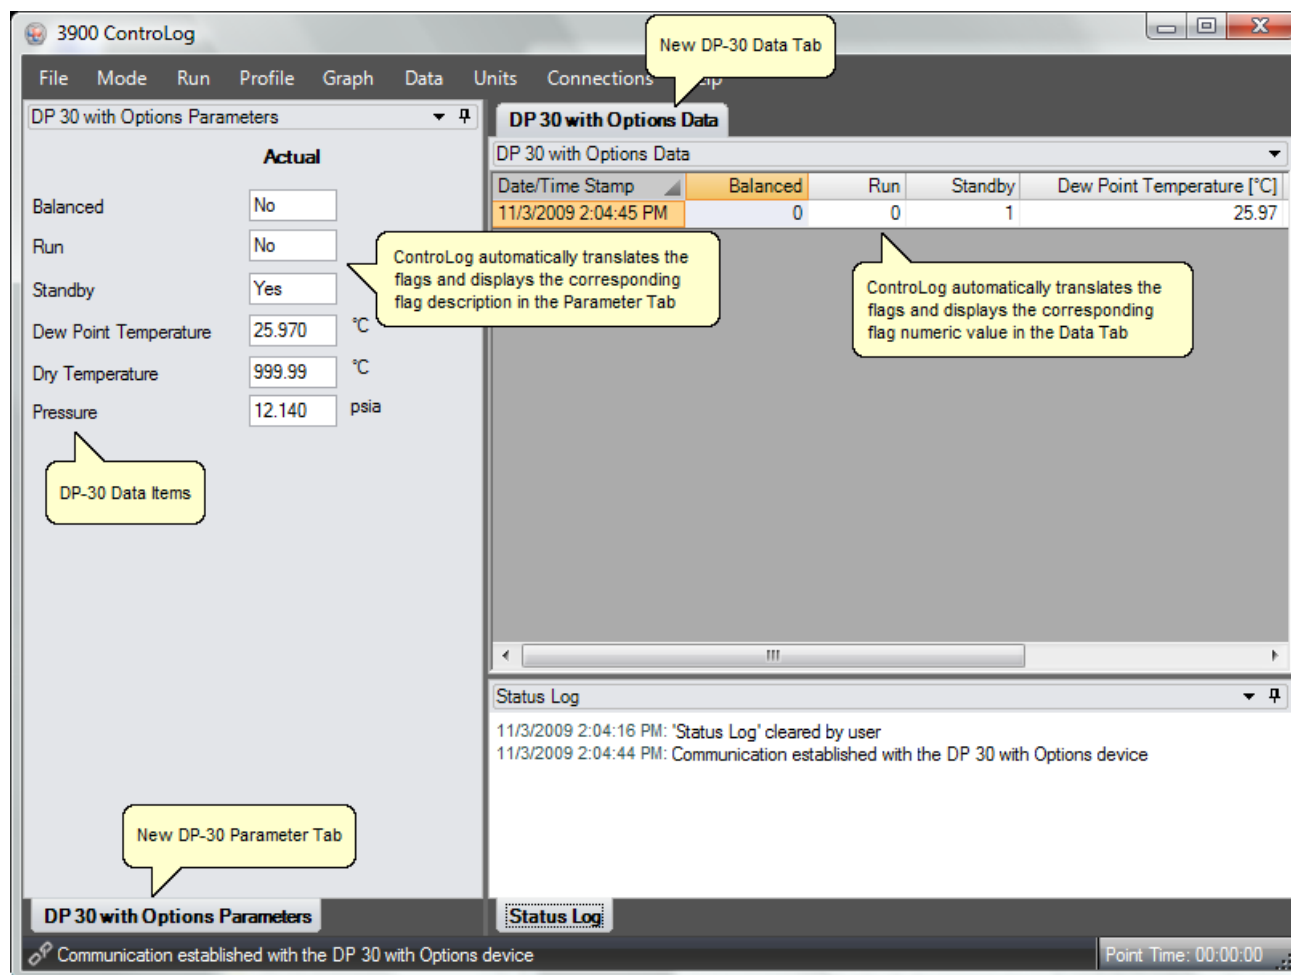 3900 ControLog
New DP-30 Data Tab
File Mode Run Profile Graph Data Units Connections
DP 30 with Options Parameters
Actual
Balanced No
Run No
Standby Yes
Dew Point Temperature 25.970 °C
Dry Temperature 999.99 °C
Pressure 12.140 psia
ControLog automatically translates the
flags and displays the corresponding
flag description in the Parameter Tab
DP-30 Data Items
New DP-30 Parameter Tab
DP 30 with Options Parameters
DP 30 with Options Data
DP 30 with Options Data
Date/Time Stamp Balanced Run Standby Dew Point Temperature [°C]
11/3/2009 2:04:45 PM 0 0 1 25.97
ControLog automatically translates the
flags and displays the corresponding
flag numeric value in the Data Tab
Status Log
11/3/2009 2:04:16 PM: 'Status Log' cleared by user
11/3/2009 2:04:44 PM: Communication established with the DP 30 with Options device
Status Log
Communication established with the DP 30 with Options device
Point Time: 00:00:00